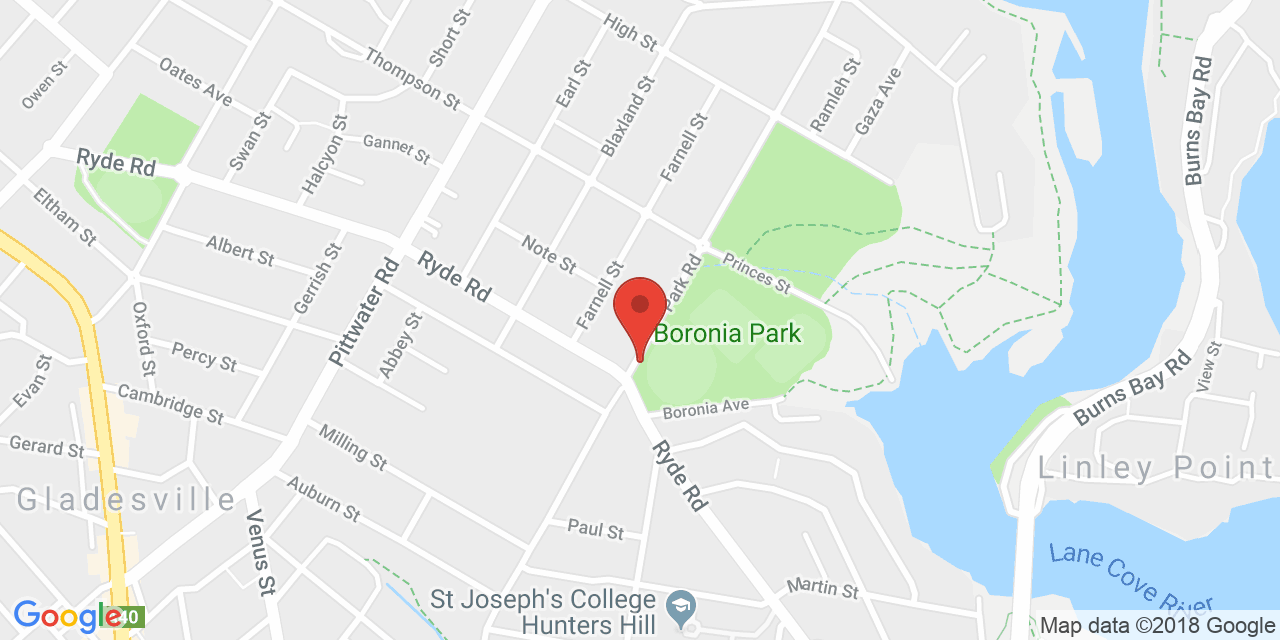 High St
Short St
Thompson St
Oates Ave
Owen St
Earl St
Blaxland St
Ramleh St
Gaza Ave
Burns Bay Rd
Swan St
Halcyon St
Gannet St
Farnell St
Ryde Rd
Eltham St
Albert St
Gerrish St
Pittwater Rd
Ryde Rd
Note St
Farnell St
Park Rd
Princes St
Boronia Park
Oxford St
Percy St
Abbey St
Evan St
Cambridge St
Boronia Ave
Burns Bay Rd
View St
Gerard St
Milling St
Ryde Rd
Linley Point
Gladesville
Auburn St
Venus St
Paul St
Lane Cove River
Martin St
St Joseph's College
Hunters Hill
Google
40
Map data ©2018 Google